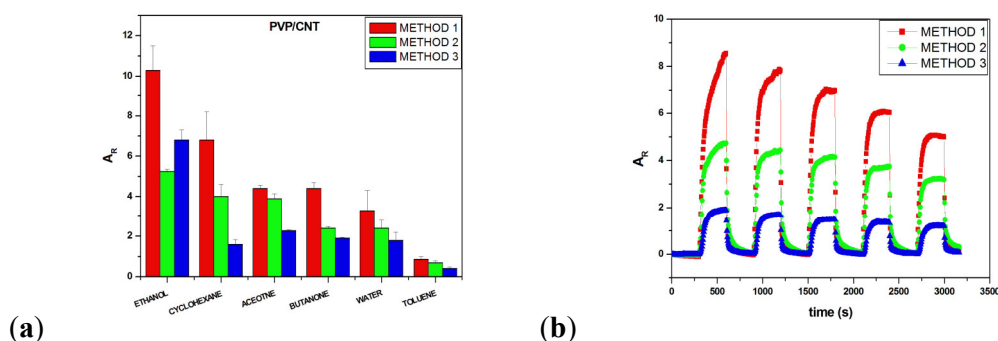 PVP/CNT
METHOD 1
METHOD 2
METHOD 3
12
10
8
6
4
2
0
A_R
ETHANOL
CYCLOHEXANE
ACEOTNE
BUTANONE
WATER
TOLUENE
(a)
METHOD 1
METHOD 2
METHOD 3
10
8
6
4
2
0
A_R
0 500 1000 1500 2000 2500 3000 3500
time (s)
(b)